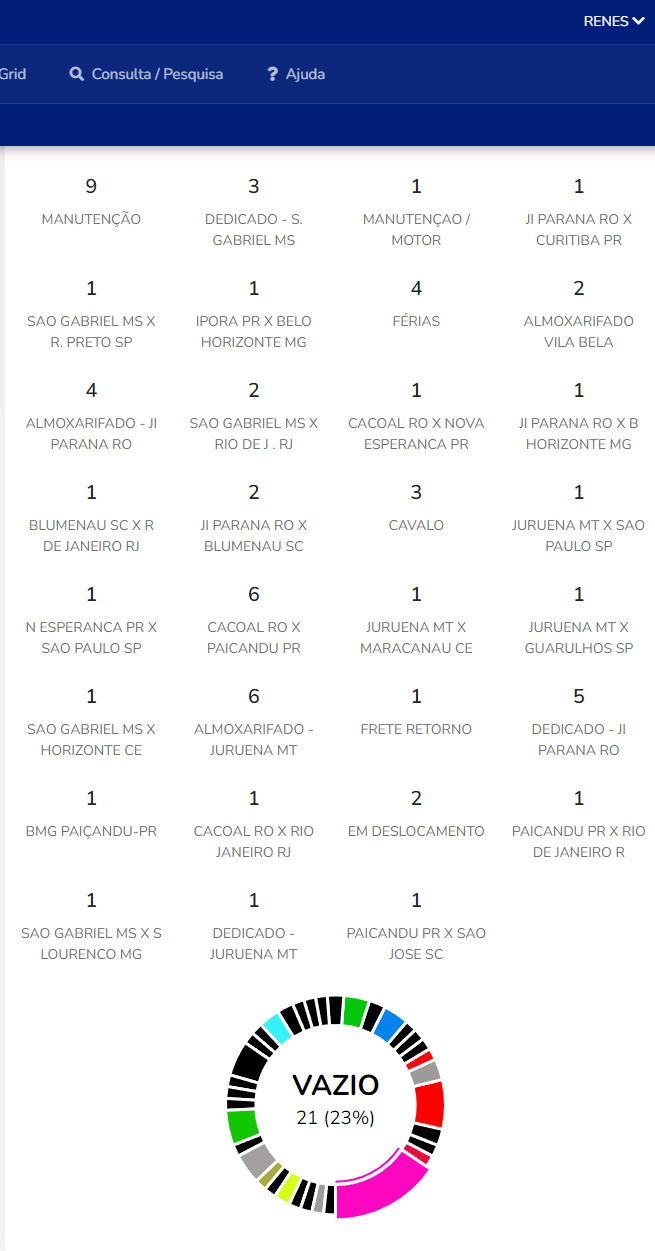 RENES
Grid
Consulta / Pesquisa
Ajuda
9
3
1
1
MANUTENÇÃO
DEDICADO - S.
GABRIEL MS
MANUTENÇAO /
MOTOR
JI PARANA RO X
CURITIBA PR
1
1
4
2
SAO GABRIEL MS X
R. PRETO SP
IPORA PR X BELO
HORIZONTE MG
FÉRIAS
ALMOXARIFADO
VILA BELA
4
2
1
1
ALMOXARIFADO - JI
PARANA RO
SAO GABRIEL MS X
RIO DE J . RJ
CACOAL RO X NOVA
ESPERANCA PR
JI PARANA RO X B
HORIZONTE MG
1
2
3
1
BLUMENAU SC X R
DE JANEIRO RJ
JI PARANA RO X
BLUMENAU SC
CAVALO
JURUENA MT X SAO
PAULO SP
1
6
1
1
N ESPERANCA PR X
SAO PAULO SP
CACOAL RO X
PAICANDU PR
JURUENA MT X
MARACANAU CE
JURUENA MT X
GUARULHOS SP
1
6
1
5
SAO GABRIEL MS X
HORIZONTE CE
ALMOXARIFADO -
JURUENA MT
FRETE RETORNO
DEDICADO - JI
PARANA RO
1
1
2
1
BMG PAIÇANDU-PR
CACOAL RO X RIO
JANEIRO RJ
EM DESLOCAMENTO
PAICANDU PR X RIO
DE JANEIRO R
1
1
1
SAO GABRIEL MS X S
LOURENCO MG
DEDICADO -
JURUENA MT
PAICANDU PR X SAO
JOSE SC
VAZIO
21 (23%)